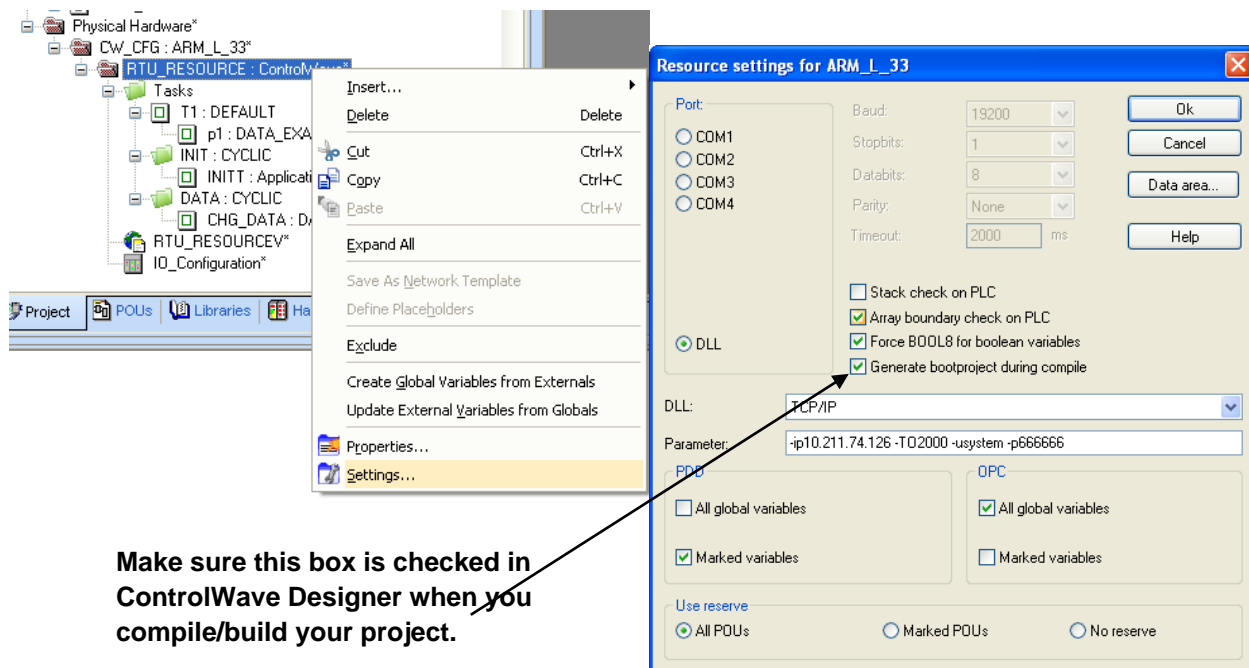 Physical Hardware*
CW_CFG : ARM_L_33*
RTU_RESOURCE : ControlWave*
Tasks
T1 : DEFAULT
p1 : DATA_EXA
INIT : CYCLIC
INITT : Applicati
DATA : CYCLIC
CHG_DATA : D
RTU_RESOURCEV*
IO_Configuration*
Project POUs Libraries Ha
Insert...
Delete Delete
Cut Ctrl+X
Copy Ctrl+C
Paste Ctrl+V
Expand All
Save As Network Template
Define Placeholders
Exclude
Create Global Variables from Externals
Update External Variables from Globals
Properties...
Settings...
Make sure this box is checked in
ControlWave Designer when you
compile/build your project.
Resource settings for ARM_L_33
Port:
COM1
COM2
COM3
COM4
DLL
Baud: 19200
Stopbits: 1
Databits: 8
Parity: None
Timeout: 2000 ms
Ok
Cancel
Data area...
Help
Stack check on PLC
Array boundary check on PLC
Force BOOL8 for boolean variables
Generate bootproject during compile
DLL: TCP/IP
Parameter: -ip10.211.74.126 -TO2000 -usystem -p666666
PDD
All global variables
Marked variables
OPC
All global variables
Marked variables
Use reserve
All POUs Marked POUs No reserve